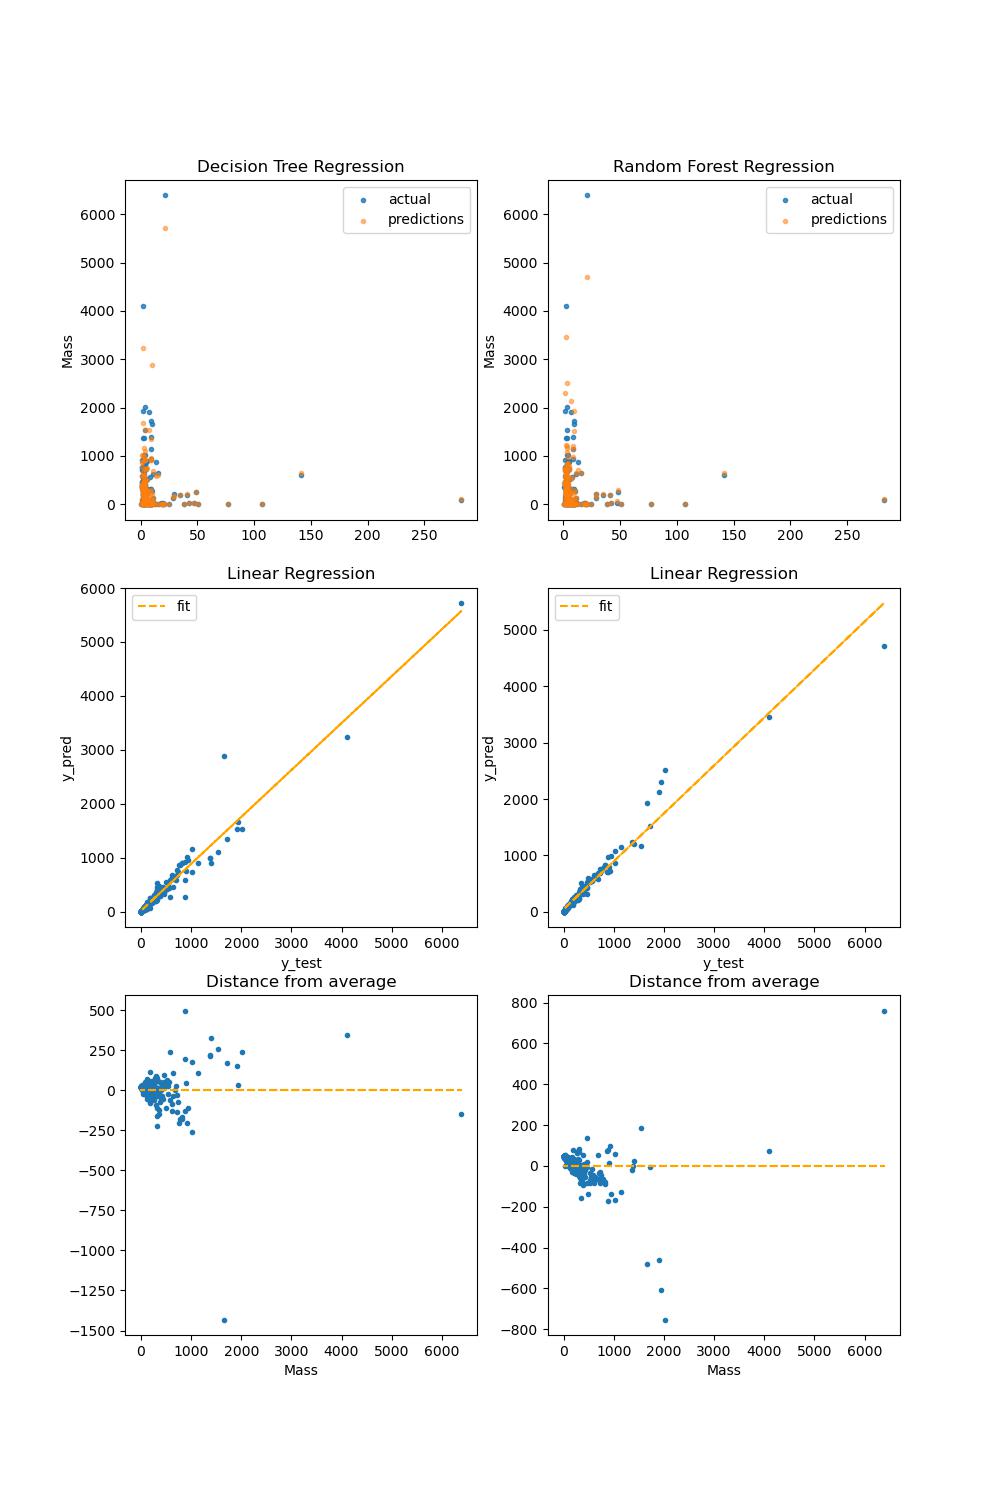 Decision Tree Regression
actual
predictions
Mass
6000
5000
4000
3000
2000
1000
0
0 50 100 150 200 250
Random Forest Regression
actual
predictions
Mass
6000
5000
4000
3000
2000
1000
0
0 50 100 150 200 250
Linear Regression
fit
y_pred
6000
5000
4000
3000
2000
1000
0
0 1000 2000 3000 4000 5000 6000
y_test
Linear Regression
fit
y_pred
5000
4000
3000
2000
1000
0
0 1000 2000 3000 4000 5000 6000
y_test
Distance from average
500
250
0
−250
−500
−750
−1000
−1250
−1500
0 1000 2000 3000 4000 5000 6000
Mass
Distance from average
800
600
400
200
0
−200
−400
−600
−800
0 1000 2000 3000 4000 5000 6000
Mass